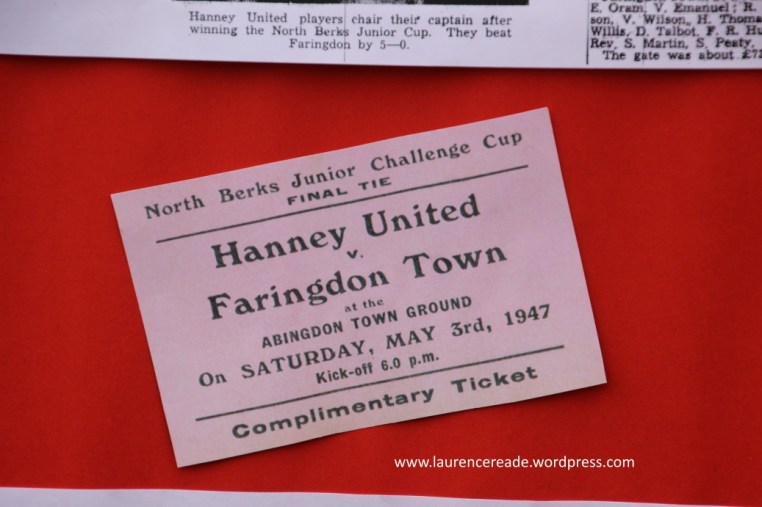 Hanney United players chair their captain after
winning the North Berks Junior Cup. They beat
Faringdon by 5—0.
E. Oram, V. Emanuel; R.
son, V. Wilson, H. Thoma
Willis, D. Talbot, F. R. Hu
Rev. S. Martin, S. Peaty,
The gate was about £72
North Berks Junior Challenge Cup
FINAL TIE
Hanney United
v.
Faringdon Town
at the
ABINGDON TOWN GROUND
On SATURDAY, MAY 3rd, 1947
Kick-off 6.0 p.m.
Complimentary Ticket
www.laurencereade.wordpress.com